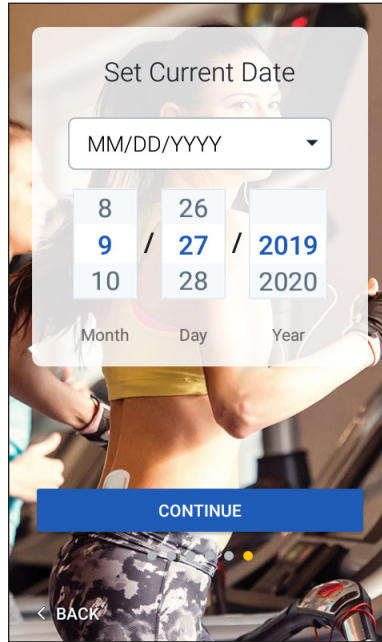 Set Current Date
MM/DD/YYYY
8 26
9 / 27 / 2019
10 28 2020
Month Day Year
CONTINUE
< BACK